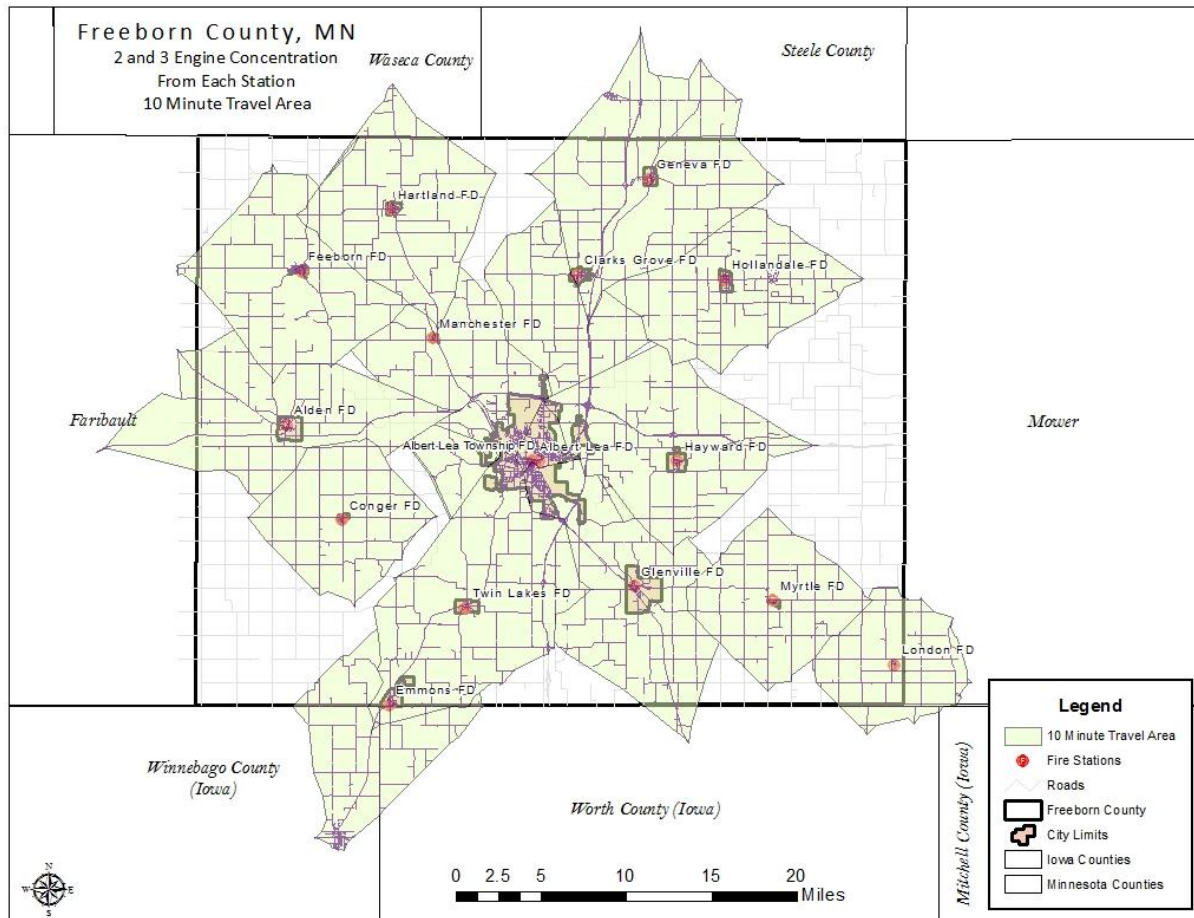 Freeborn County, MN
2 and 3 Engine Concentration
From Each Station
10 Minute Travel Area
Waseca County
Steele County
Geneva FD
Hartland FD
Feeborn FD
Clarks Grove FD
Hollandale FD
Manchester FD
Faribault
Alden FD
Mower
Albert Lea Township FD
Albert Lea FD
Hayward FD
Conger FD
Glenville FD
Twin Lakes FD
Myrtle FD
London FD
Emmons FD
Winnebago County
(Iowa)
Worth County (Iowa)
Mitchell County (Iowa)
Legend
10 Minute Travel Area
Fire Stations
Roads
Freeborn County
City Limits
Iowa Counties
Minnesota Counties
N
W
E
S
0 2.5 5 10 15 20
Miles